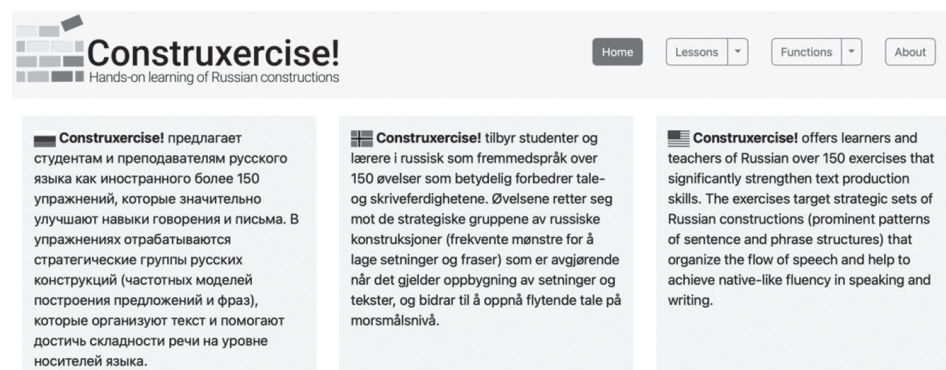 Construxercise!
Hands-on learning of Russian constructions
Home
Lessons
Functions
About
Construxercise! предлагает
студентам и преподавателям русского
языка как иностранного более 150
упражнений, которые значительно
улучшают навыки говорения и письма. В
упражнениях отрабатываются
стратегические группы русских
конструкций (частотных моделей
построения предложений и фраз),
которые организуют текст и помогают
достичь складности речи на уровне
носителей языка.
Construxercise! tilbyr studenter og
lærere i russisk som fremmedspråk over
150 øvelser som betydelig forbedrer tale-
og skriveferdighetene. Øvelsene retter seg
mot de strategiske gruppene av russiske
konstruksjoner (frekvente mønstre for å
lage setninger og fraser) som er avgjørende
når det gjelder oppbygning av setninger og
tekster, og bidrar til å oppnå flytende tale på
morsmålsnivå.
Construxercise! offers learners and
teachers of Russian over 150 exercises that
significantly strengthen text production
skills. The exercises target strategic sets of
Russian constructions (prominent patterns
of sentence and phrase structures) that
organize the flow of speech and help to
achieve native-like fluency in speaking and
writing.